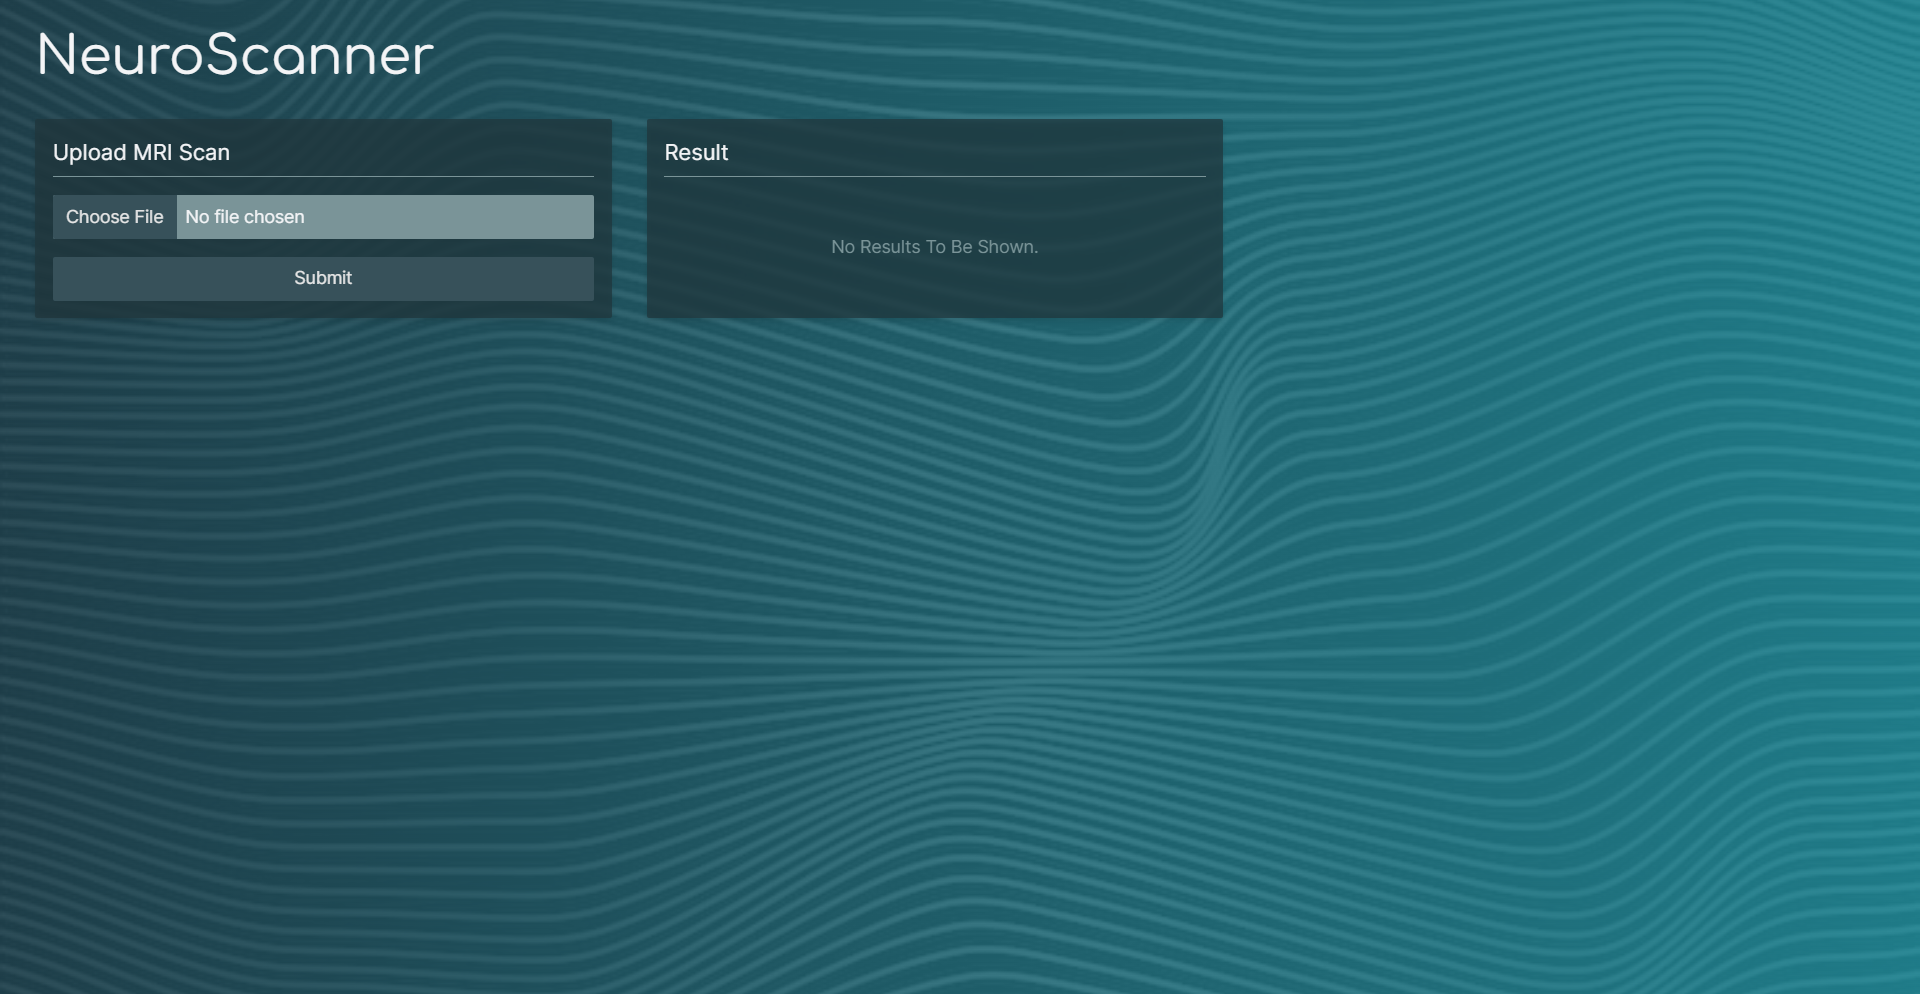 NeuroScanner
Upload MRI Scan
Choose File No file chosen
Submit
Result
No Results To Be Shown.